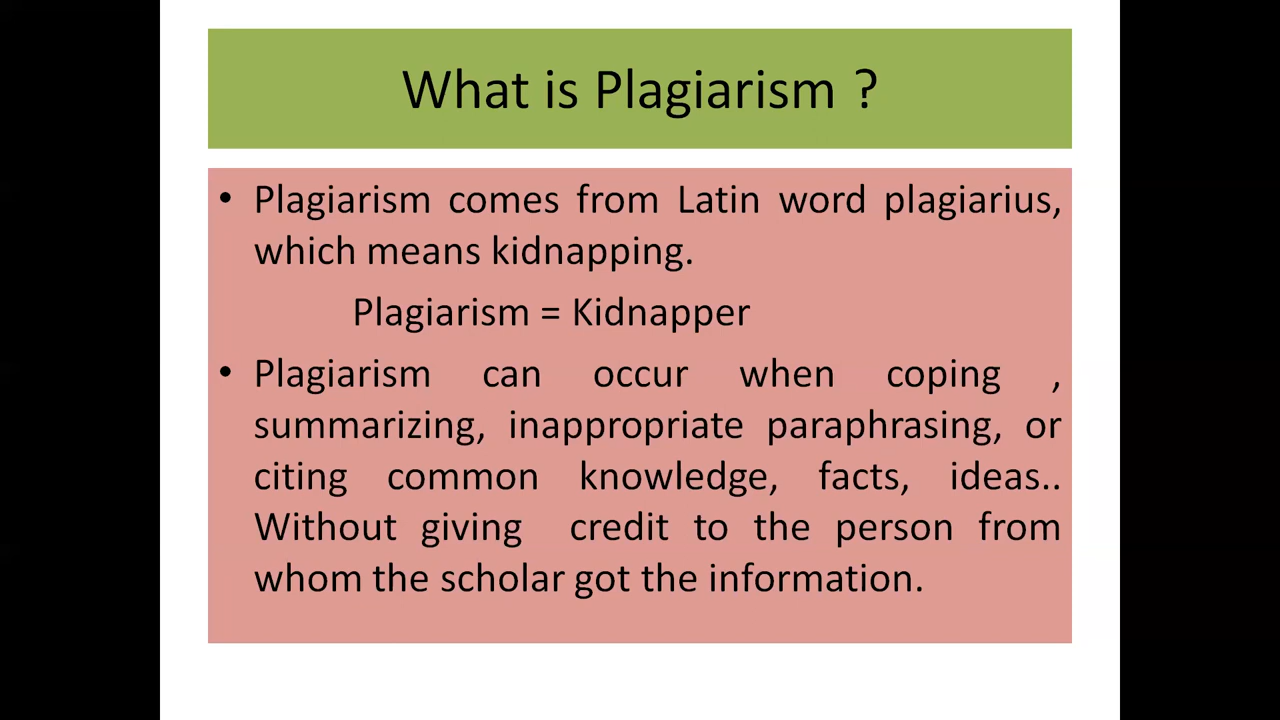 What is Plagiarism ?
• Plagiarism comes from Latin word plagiarius,
which means kidnapping.
Plagiarism = Kidnapper
• Plagiarism can occur when coping ,
summarizing, inappropriate paraphrasing, or
citing common knowledge, facts, ideas..
Without giving credit to the person from
whom the scholar got the information.